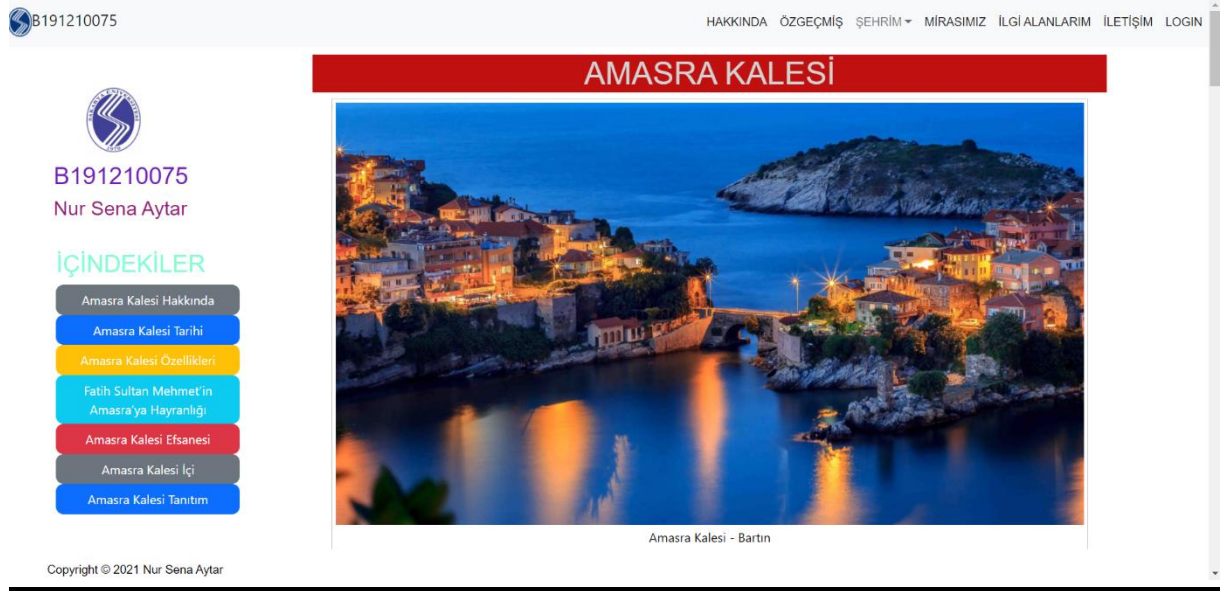 B191210075
HAKKINDA ÖZGEÇMİŞ ŞEHRİM MİRASIMIZ İLGİ ALANLARIM İLETİŞİM LOGIN
AMASRA KALESİ
B191210075
Nur Sena Aytar
İÇİNDEKİLER
Amasra Kalesi Hakkında
Amasra Kalesi Tarihi
Amasra Kalesi Özellikleri
Fatih Sultan Mehmet'in
Amasra'ya Hayranlığı
Amasra Kalesi Efsanesi
Amasra Kalesi İçi
Amasra Kalesi Tanıtım
Amasra Kalesi - Bartın
Copyright © 2021 Nur Sena Aytar